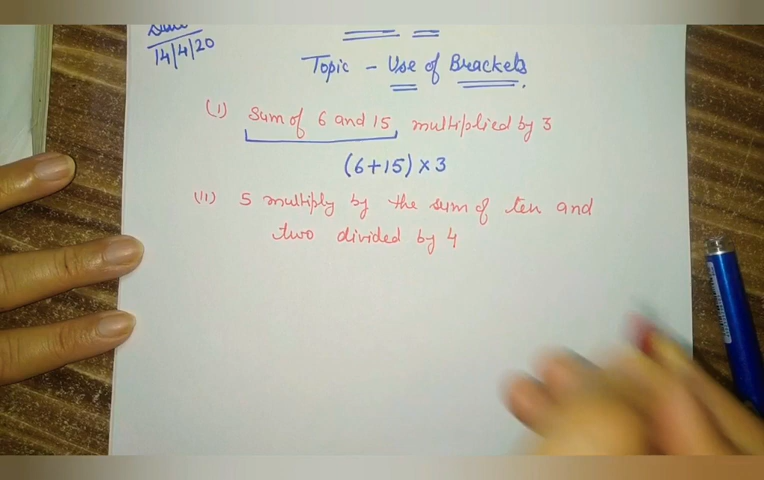 14/4/20
Topic - Use of Brackets.
(i) Sum of 6 and 15 multiplied by 3
(6+15) × 3
(ii) 5 multiply by the sum of ten and
two divided by 4